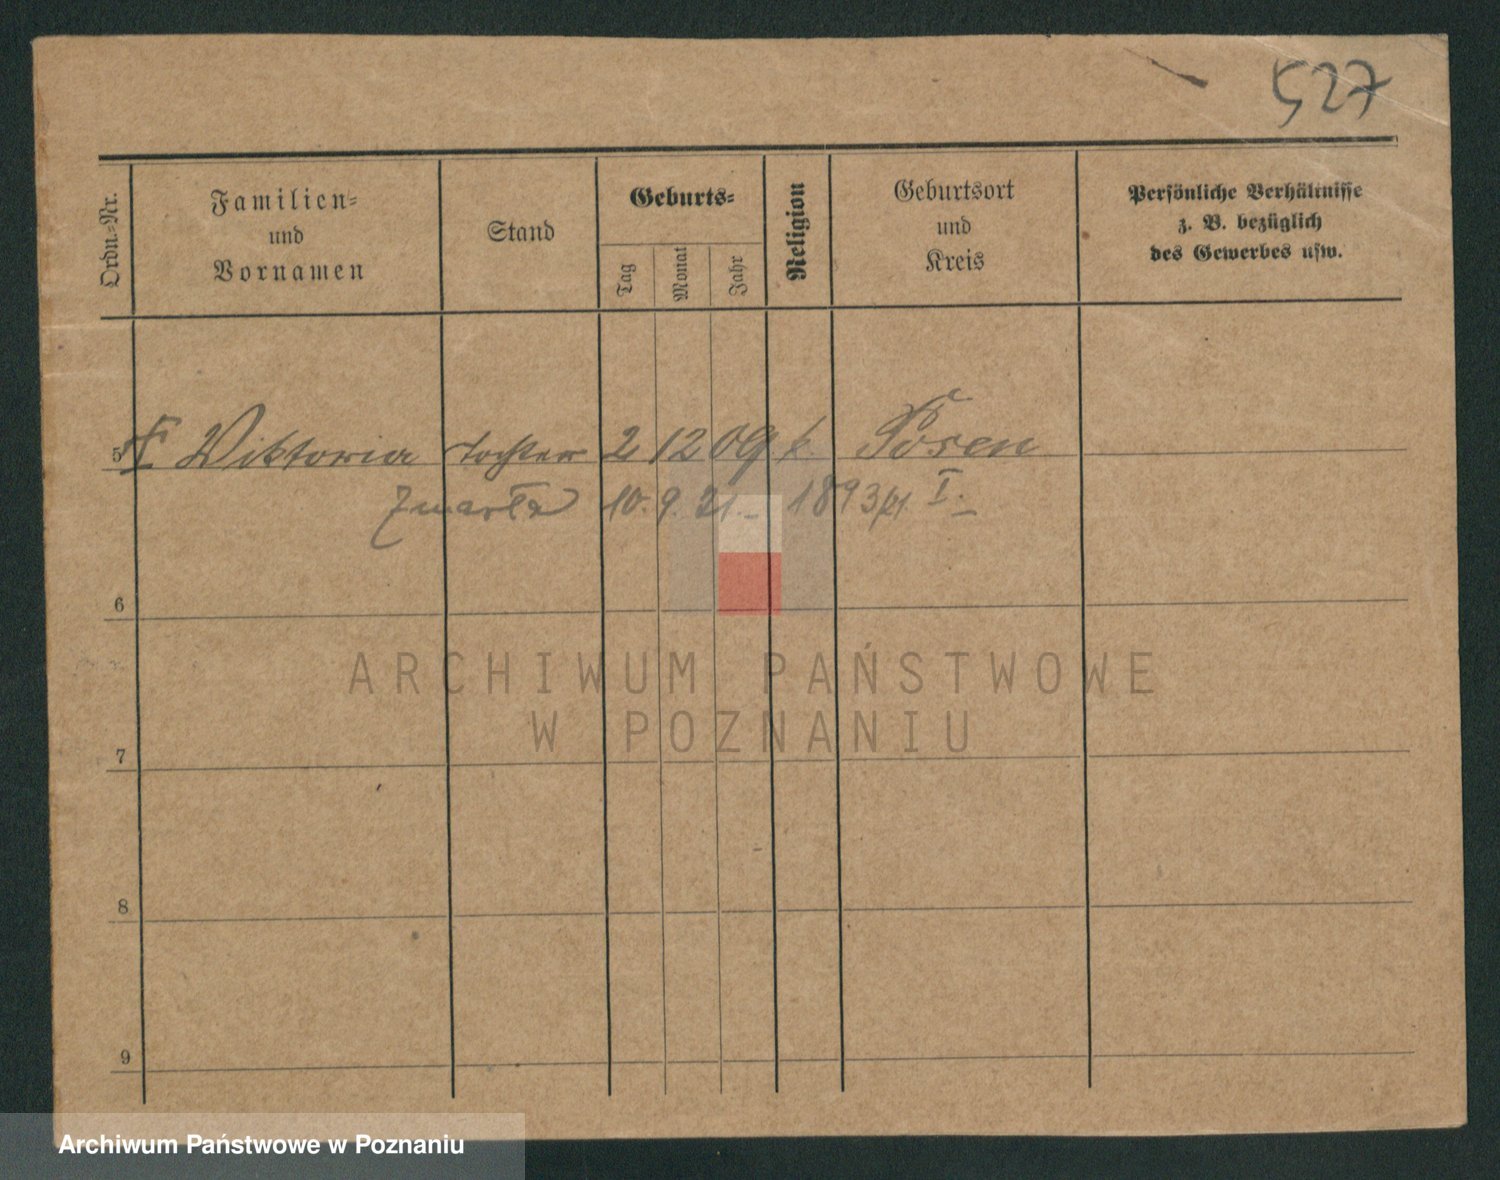 527
Ordn.-Nr. Familien- und Vornamen Stand Geburts- Tag Monat Jahr Religion Geburtsort und Kreis Persönliche Verhältnisse z. B. bezüglich des Gewerbes usw.
5 Wiktoria Tochter 2 12 09 k. Posen
Zmarła 10. 9. 21. 1893/21. I.
6
7
8
9
ARCHIWUM PAŃSTWOWE
W POZNANIU
Archiwum Państwowe w Poznaniu